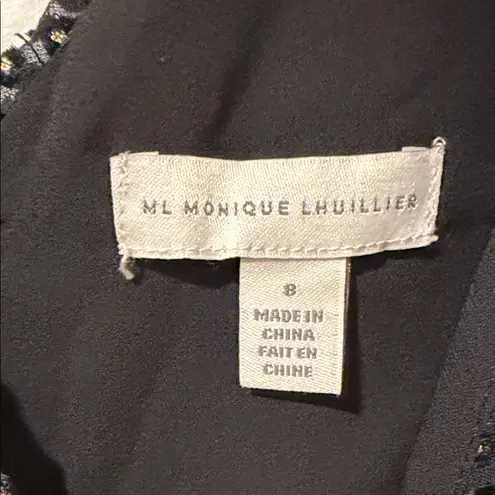 ML MONIQUE LHUILLIER
8
MADE IN
CHINA
FAIT EN
CHINE